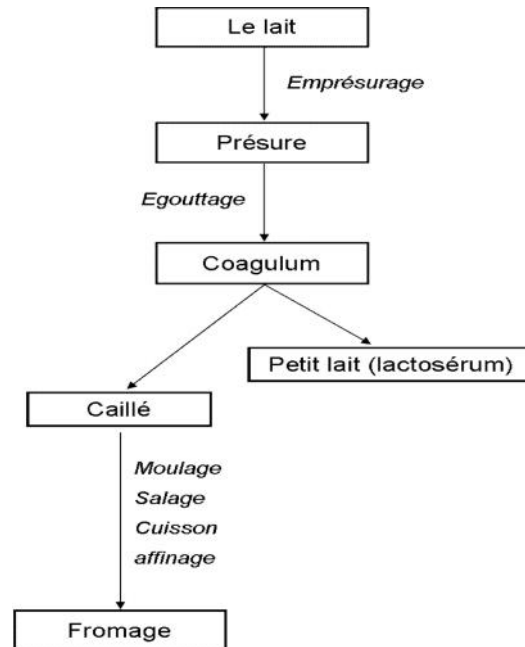 Le lait
Emprésurage
Présure
Egouttage
Coagulum
Petit lait (lactosérum)
Caillé
Moulage
Salage
Cuisson
affinage
Fromage